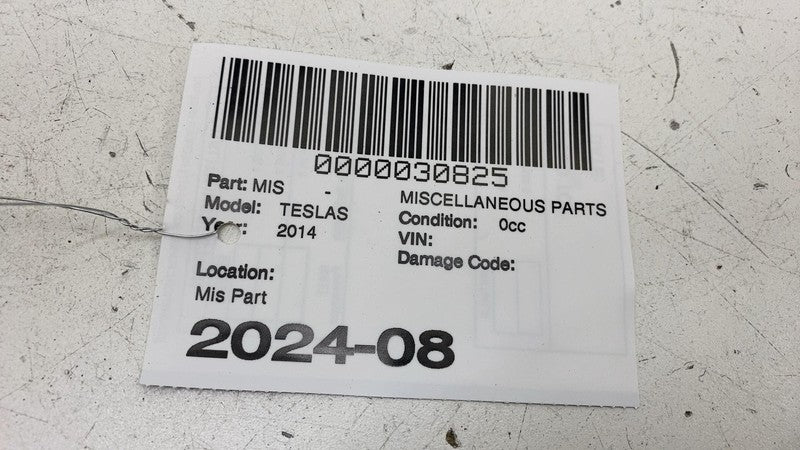 0000030825
Part: MIS - MISCELLANEOUS PARTS
Model: TESLAS Condition: 0cc
Year: 2014 VIN:
Damage Code:
Location:
Mis Part
2024-08